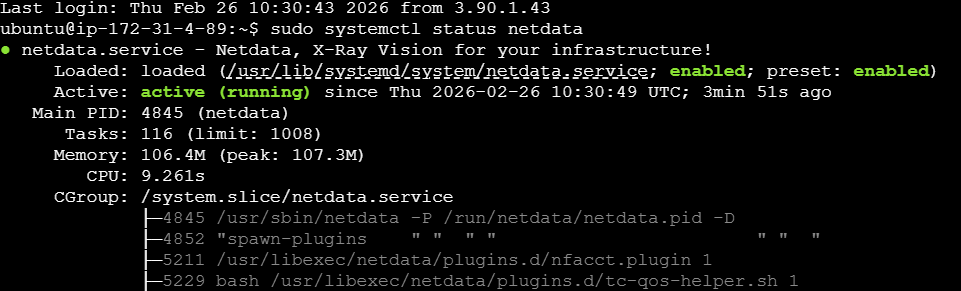 Last login: Thu Feb 26 10:30:43 2026 from 3.90.1.43
ubuntu@ip-172-31-4-89:~$ sudo systemctl status netdata
● netdata.service - Netdata, X-Ray Vision for your infrastructure!
     Loaded: loaded (/usr/lib/systemd/system/netdata.service; enabled; preset: enabled)
     Active: active (running) since Thu 2026-02-26 10:30:49 UTC; 3min 51s ago
   Main PID: 4845 (netdata)
      Tasks: 116 (limit: 1008)
     Memory: 106.4M (peak: 107.3M)
        CPU: 9.261s
     CGroup: /system.slice/netdata.service
             ├─4845 /usr/sbin/netdata -P /run/netdata/netdata.pid -D
             ├─4852 "spawn-plugins    " "  " "                        " "  "
             ├─5211 /usr/libexec/netdata/plugins.d/nfacct.plugin 1
             ├─5229 bash /usr/libexec/netdata/plugins.d/tc-qos-helper.sh 1